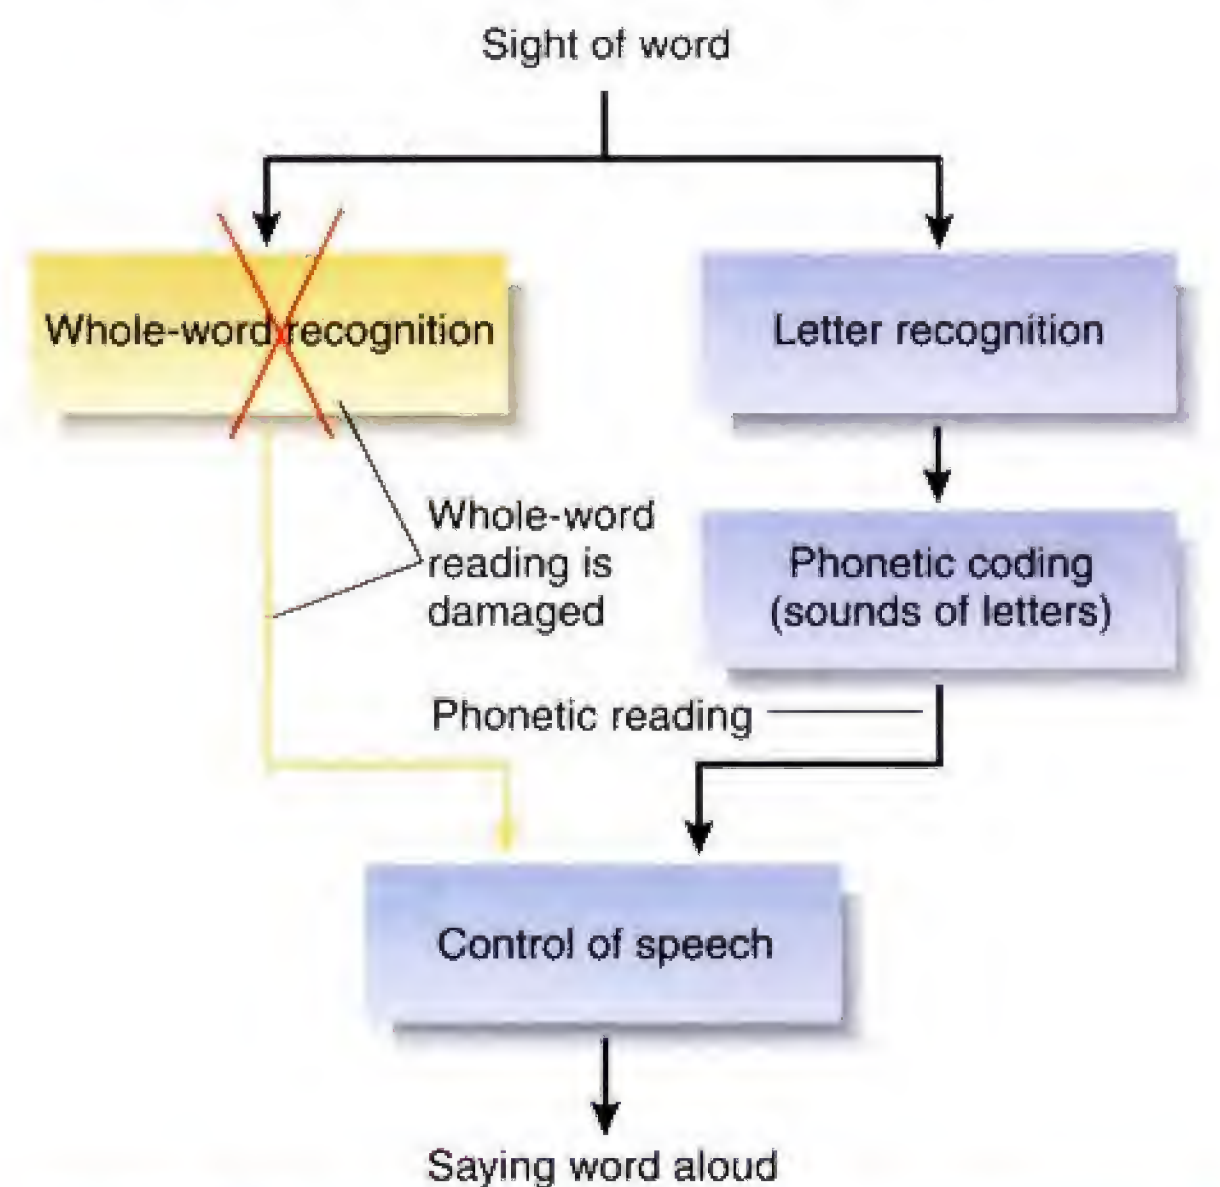 Sight of word
Whole-word recognition
Letter recognition
Whole-word
reading is
damaged
Phonetic coding
(sounds of letters)
Phonetic reading
Control of speech
Saying word aloud